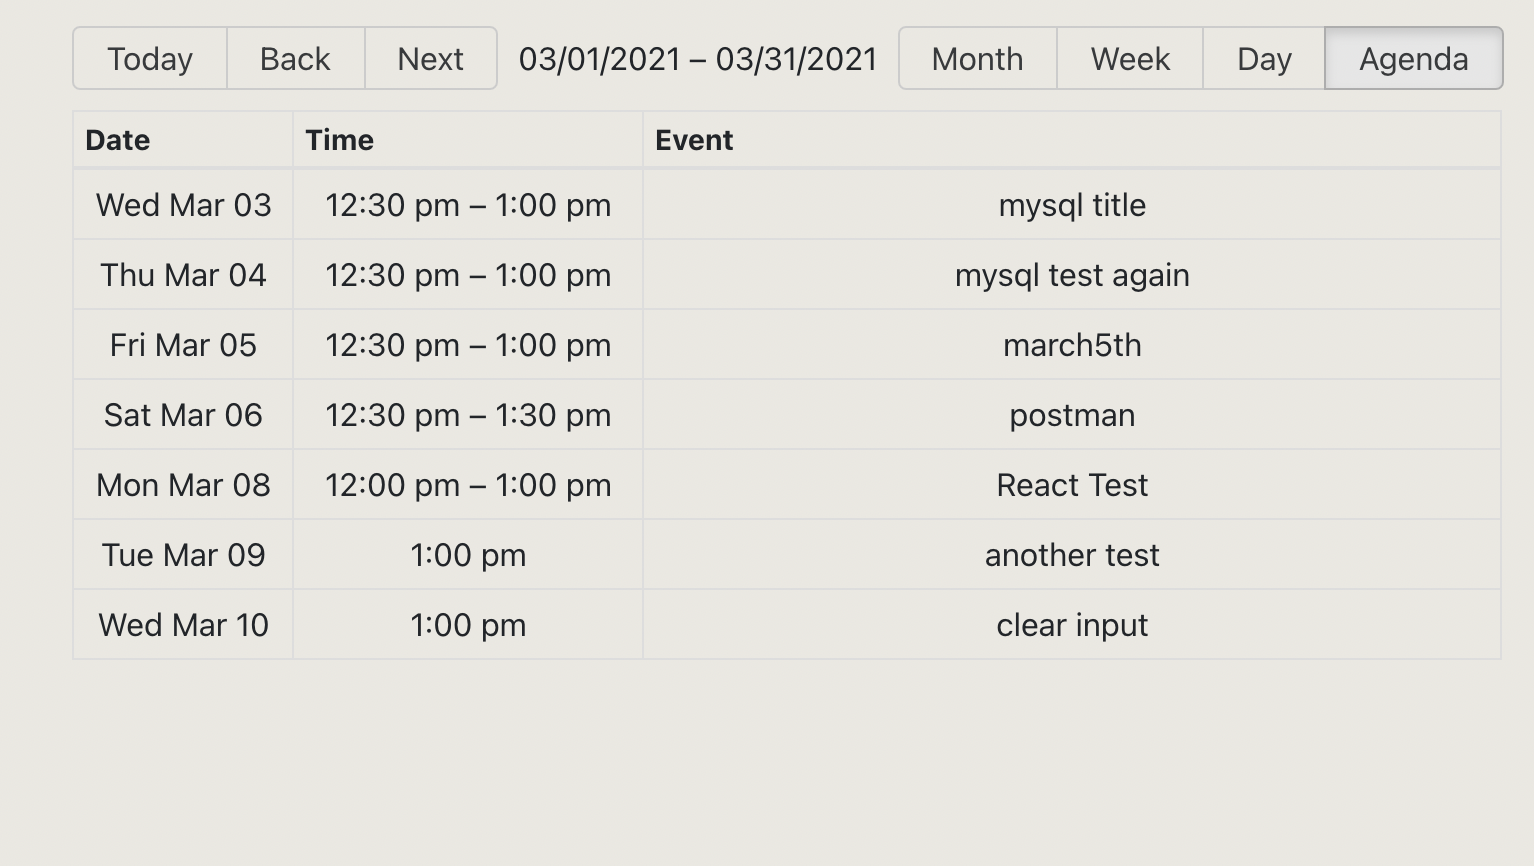 Today Back Next 03/01/2021 – 03/31/2021 Month Week Day Agenda
Date Time Event
Wed Mar 03 12:30 pm – 1:00 pm mysql title
Thu Mar 04 12:30 pm – 1:00 pm mysql test again
Fri Mar 05 12:30 pm – 1:00 pm march5th
Sat Mar 06 12:30 pm – 1:30 pm postman
Mon Mar 08 12:00 pm – 1:00 pm React Test
Tue Mar 09 1:00 pm another test
Wed Mar 10 1:00 pm clear input